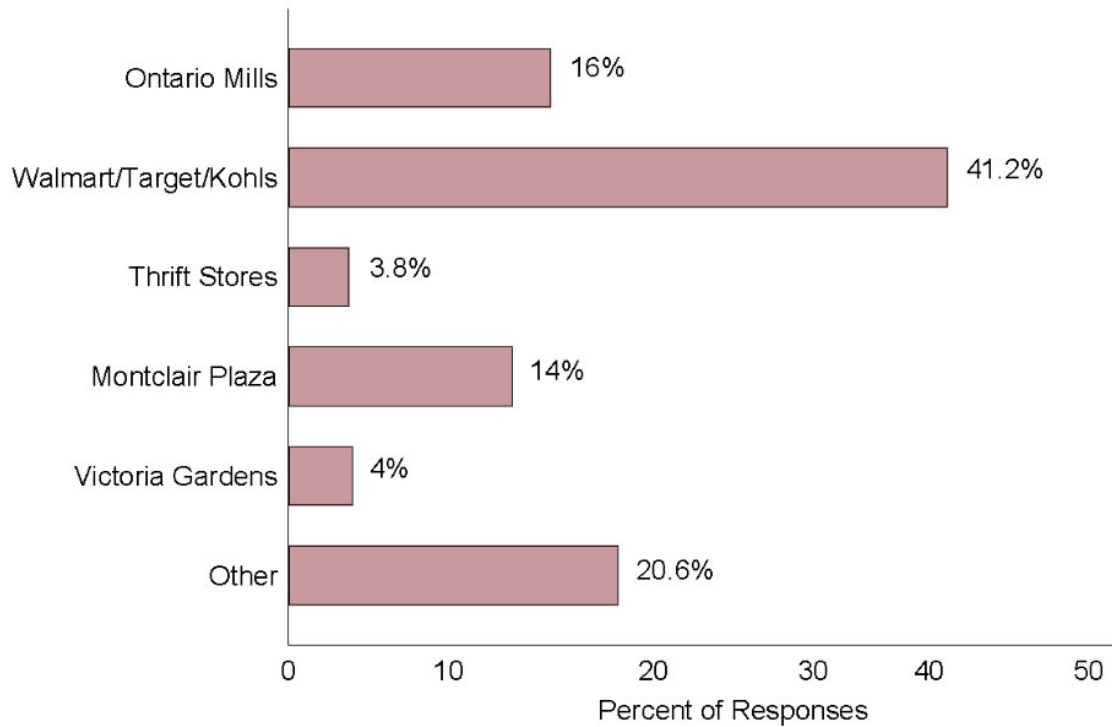 Ontario Mills 16%
Walmart/Target/Kohls 41.2%
Thrift Stores 3.8%
Montclair Plaza 14%
Victoria Gardens 4%
Other 20.6%
0 10 20 30 40 50
Percent of Responses